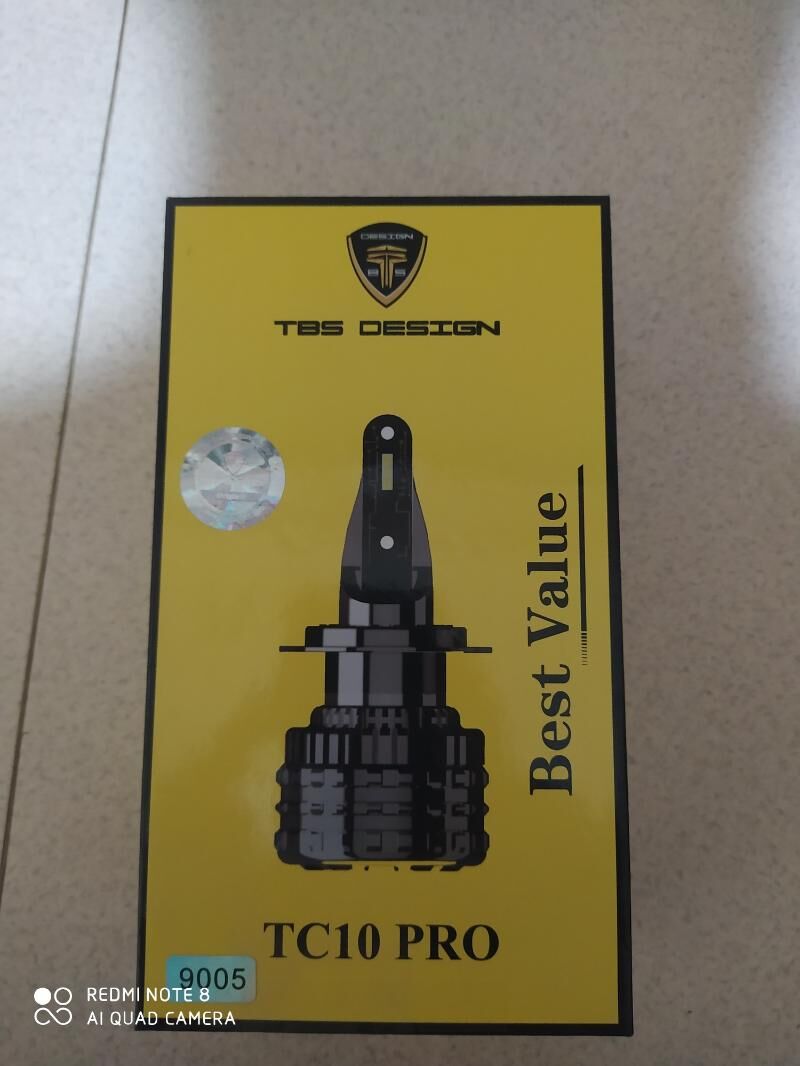 DESIGN
B S
TBS DESIGN
Best Value
TC10 PRO
9005
REDMI NOTE 8
AI QUAD CAMERA